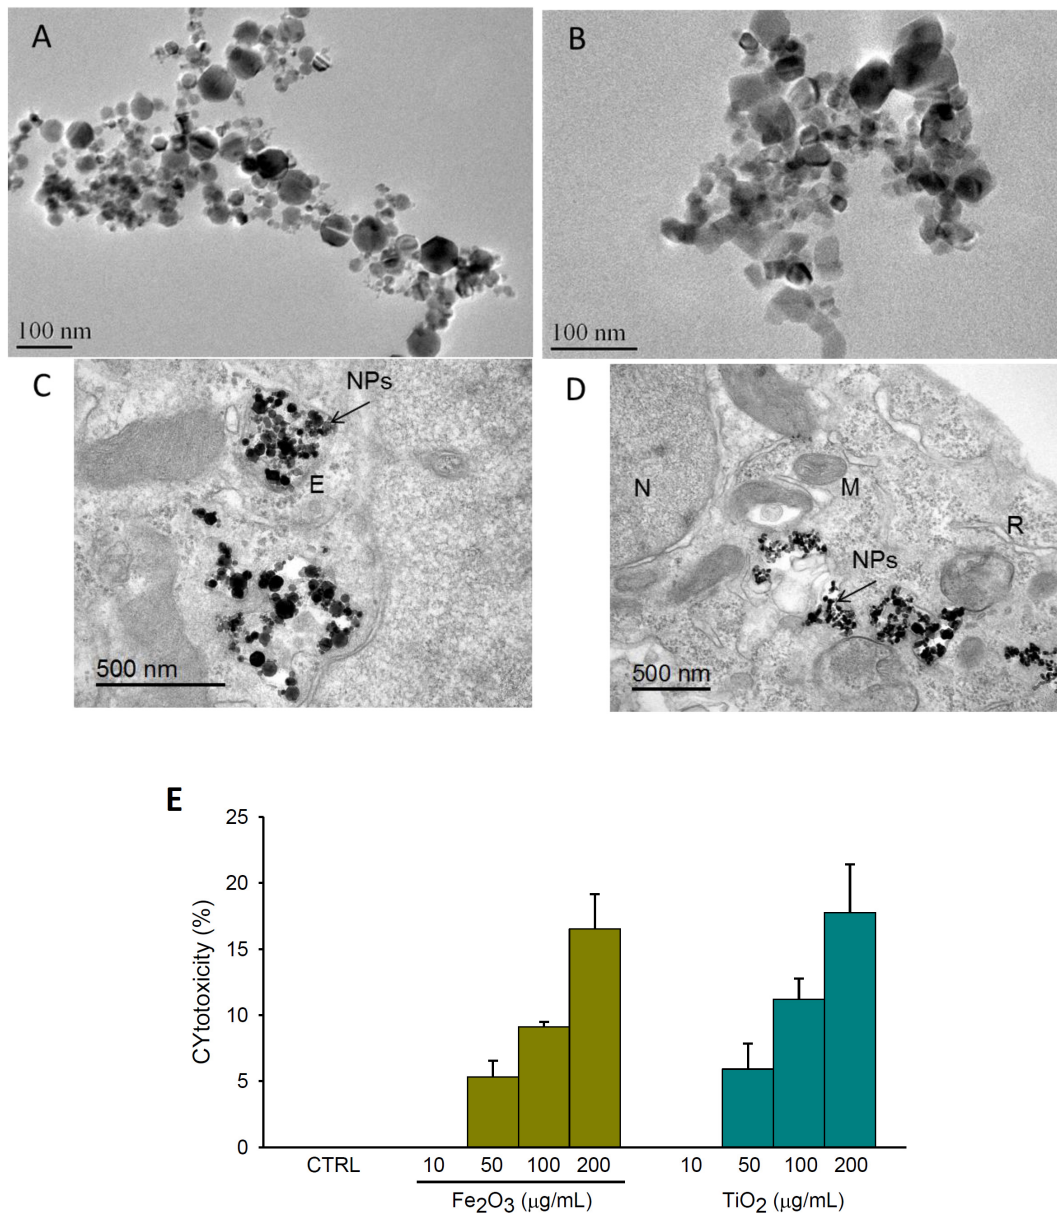 A
B
100 nm
100 nm
C
NPs
E
500 nm
D
N
M
R
NPs
500 nm
E
CYtotoxicity (%)
25
20
15
10
5
0
CTRL 10 50 100 200 10 50 100 200
Fe₂O₃ (µg/mL) TiO₂ (µg/mL)